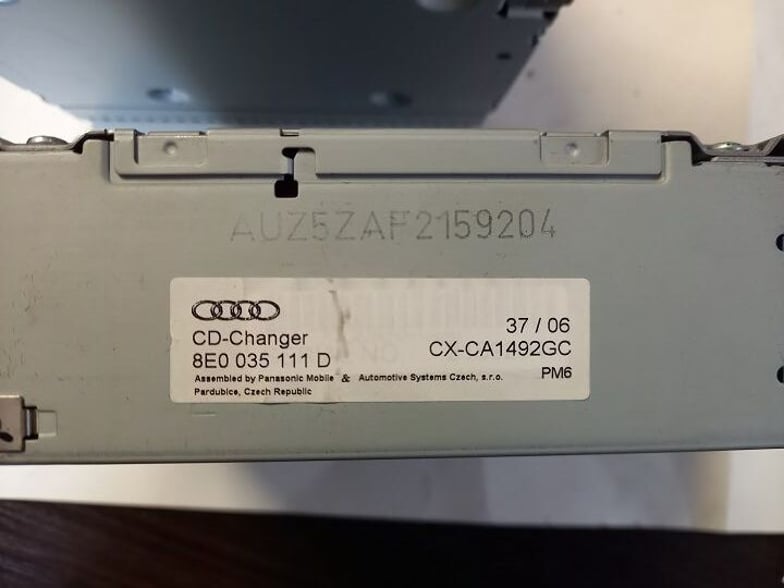 AUZ5ZAF2159204
CD-Changer
8E0 035 111 D
Assembled by Panasonic Mobile & Automotive Systems Czech, s.r.o.
Pardubice, Czech Republic
37 / 06
CX-CA1492GC
PM6